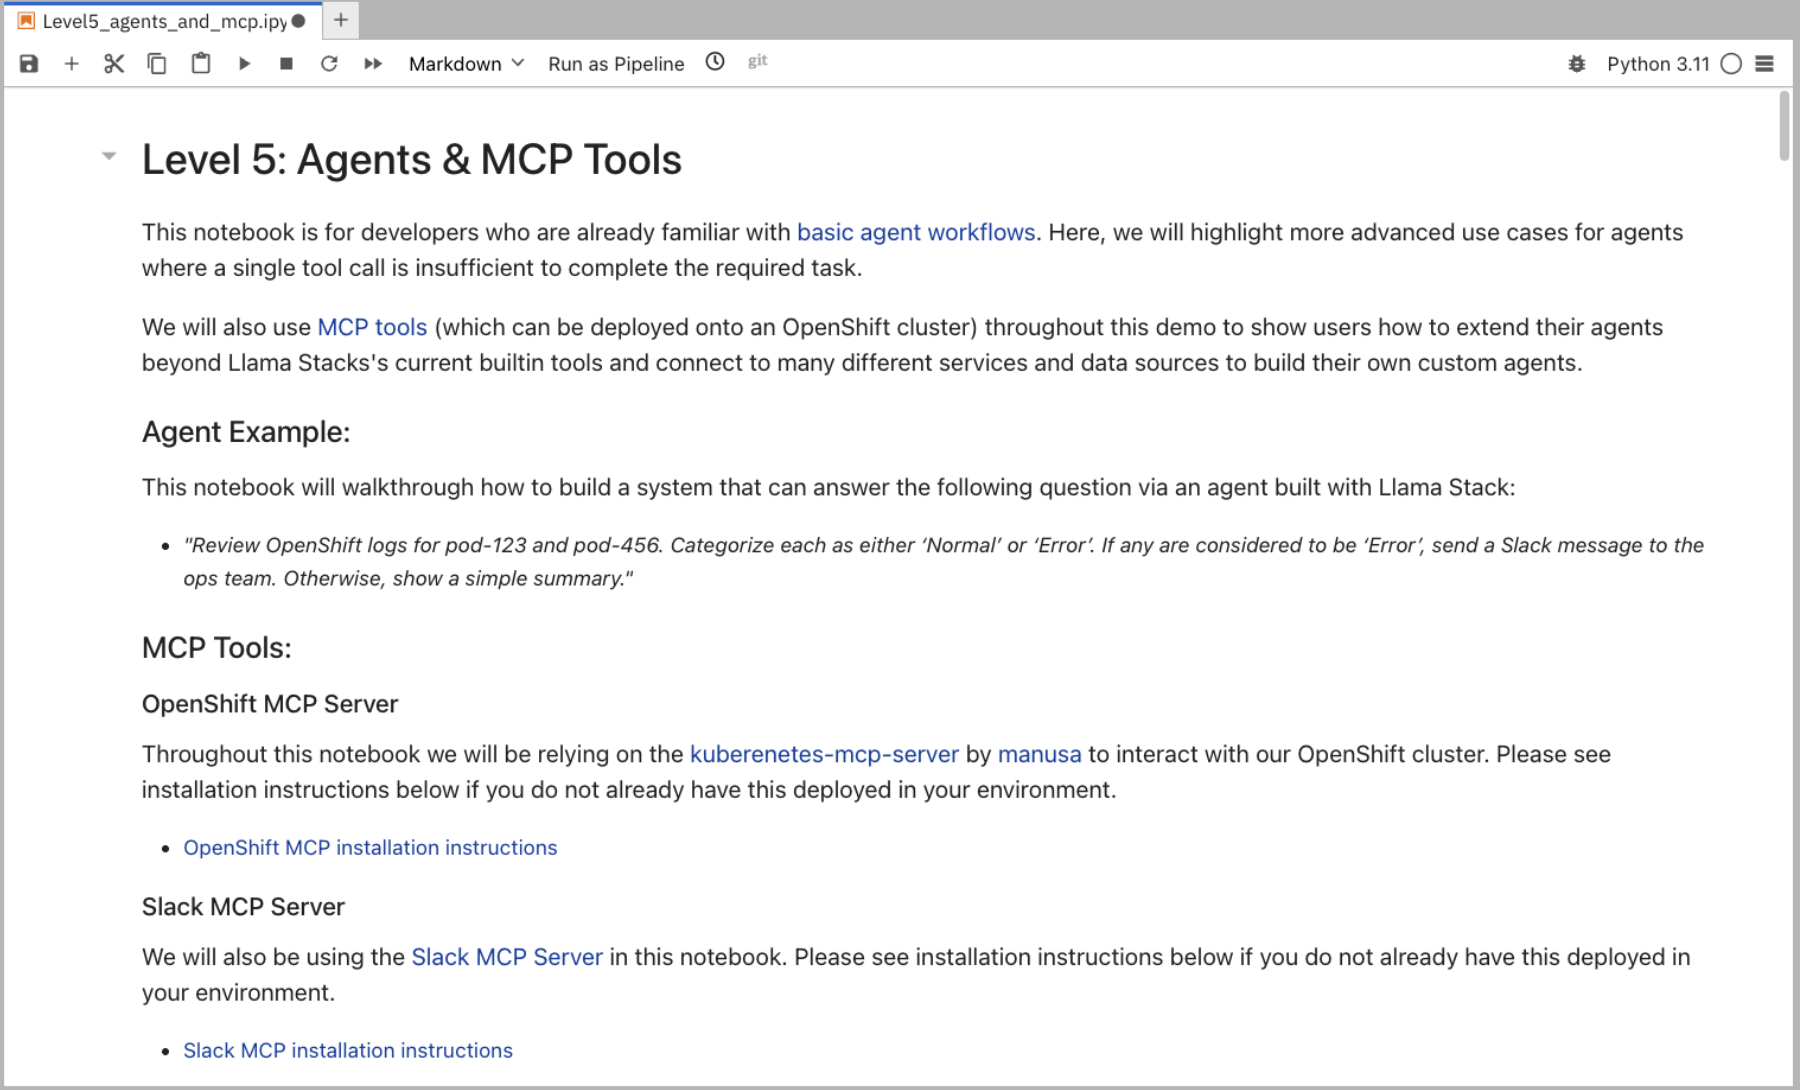 Level5_agents_and_mcp.ipy
Markdown Run as Pipeline git Python 3.11
Level 5: Agents & MCP Tools
This notebook is for developers who are already familiar with basic agent workflows. Here, we will highlight more advanced use cases for agents
where a single tool call is insufficient to complete the required task.
We will also use MCP tools (which can be deployed onto an OpenShift cluster) throughout this demo to show users how to extend their agents
beyond Llama Stacks's current builtin tools and connect to many different services and data sources to build their own custom agents.
Agent Example:
This notebook will walkthrough how to build a system that can answer the following question via an agent built with Llama Stack:
• "Review OpenShift logs for pod-123 and pod-456. Categorize each as either ‘Normal’ or ‘Error’. If any are considered to be ‘Error’, send a Slack message to the
ops team. Otherwise, show a simple summary."
MCP Tools:
OpenShift MCP Server
Throughout this notebook we will be relying on the kuberenetes-mcp-server by manusa to interact with our OpenShift cluster. Please see
installation instructions below if you do not already have this deployed in your environment.
• OpenShift MCP installation instructions
Slack MCP Server
We will also be using the Slack MCP Server in this notebook. Please see installation instructions below if you do not already have this deployed in
your environment.
• Slack MCP installation instructions